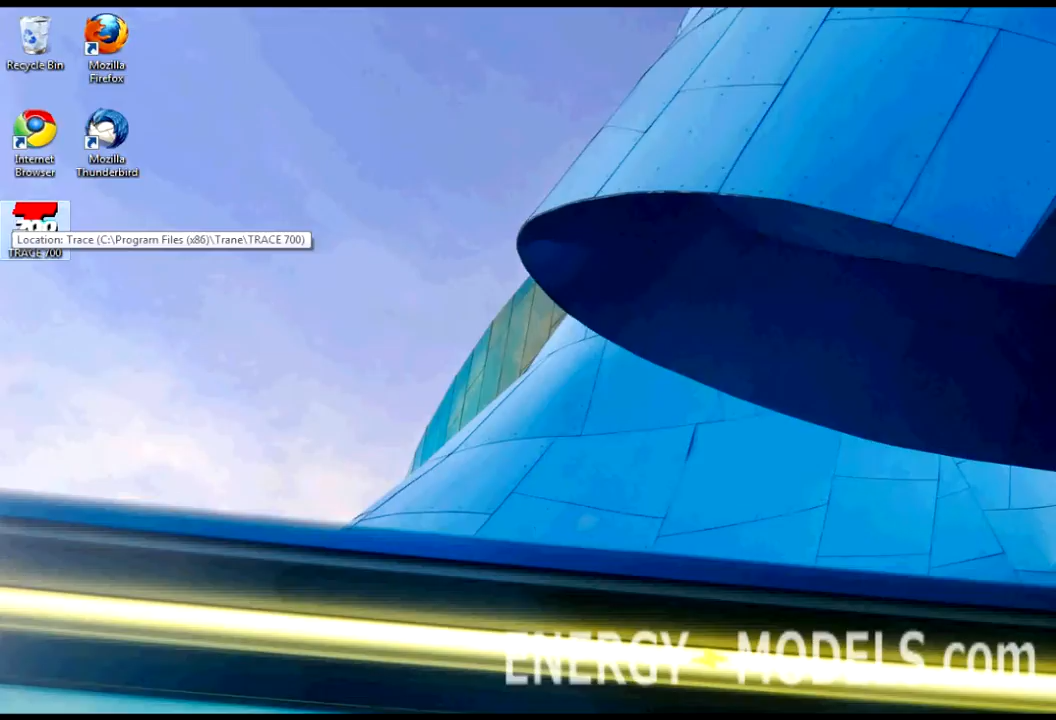 Recycle Bin
Mozilla
Firefox
Internet
Browser
Mozilla
Thunderbird
700
Location: Trace (C:\Program Files (x86)\Trane\TRACE 700)
TRACE 700
ENERGY MODELS.com